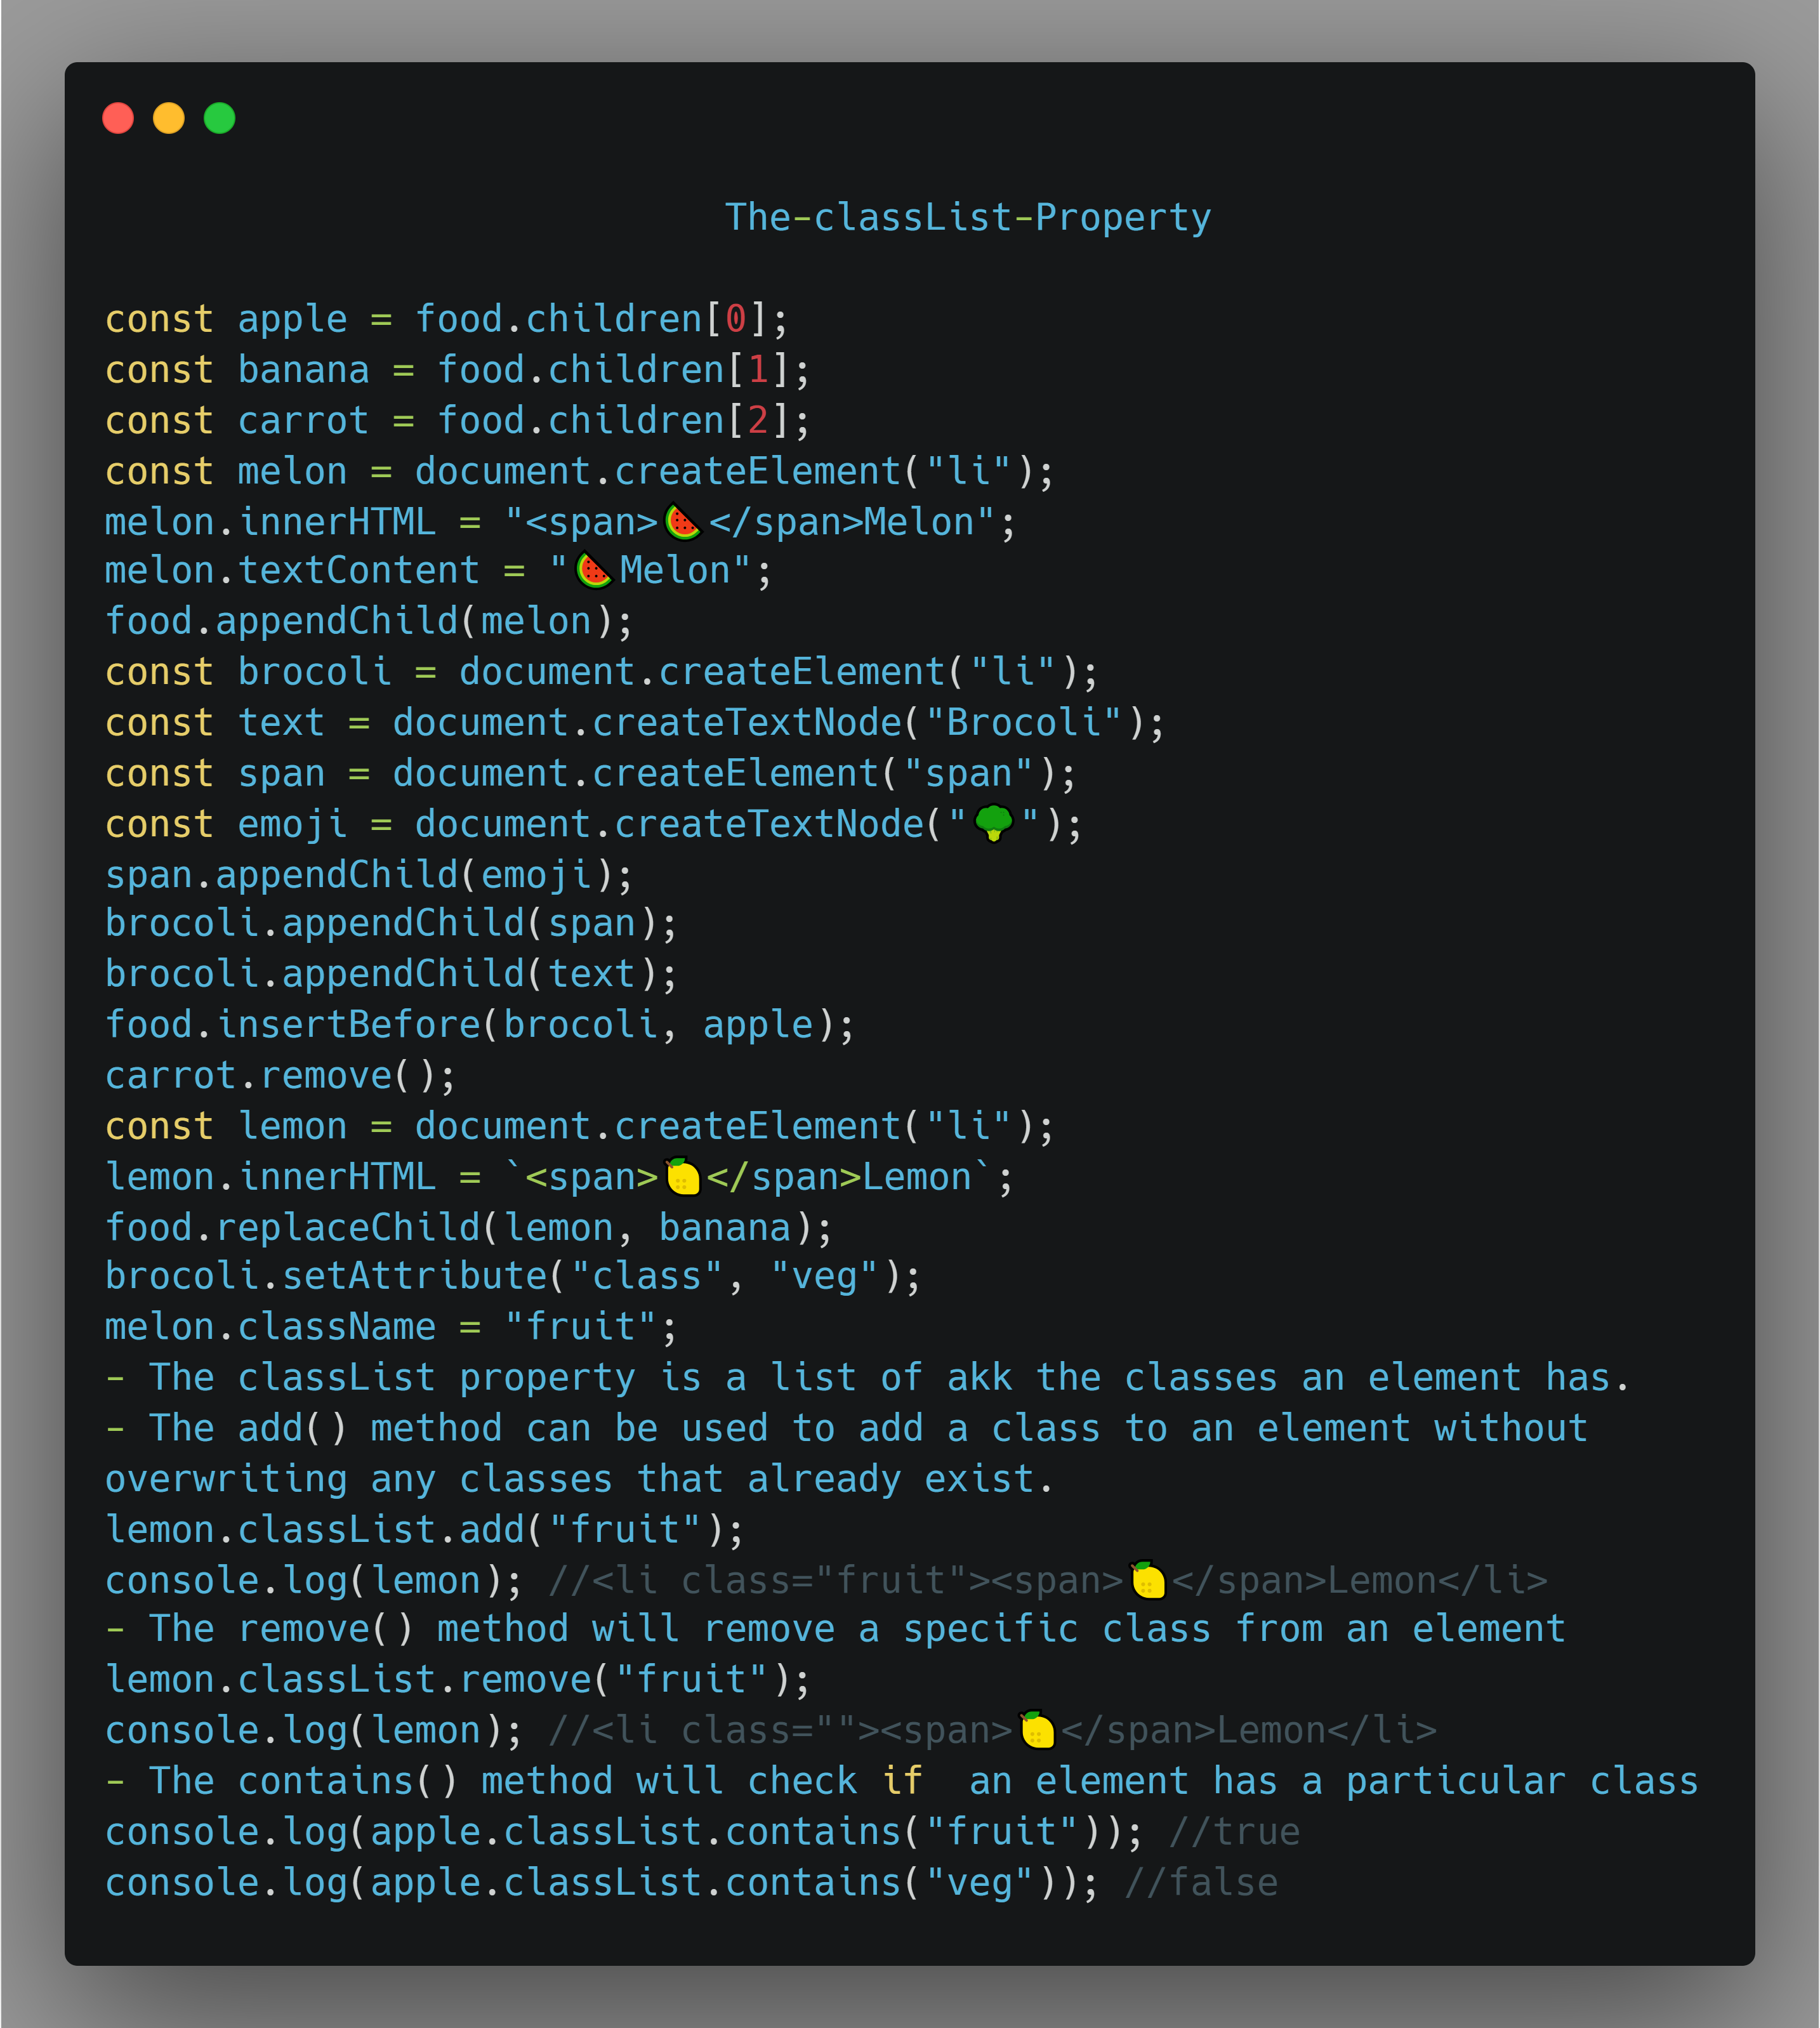 The-classList-Property
const apple = food.children[0];
const banana = food.children[1];
const carrot = food.children[2];
const melon = document.createElement("li");
melon.innerHTML = "<span>🍉</span>Melon";
melon.textContent = "🍉Melon";
food.appendChild(melon);
const brocoli = document.createElement("li");
const text = document.createTextNode("Brocoli");
const span = document.createElement("span");
const emoji = document.createTextNode("🥦");
span.appendChild(emoji);
brocoli.appendChild(span);
brocoli.appendChild(text);
food.insertBefore(brocoli, apple);
carrot.remove();
const lemon = document.createElement("li");
lemon.innerHTML = `<span>🍋</span>Lemon`;
food.replaceChild(lemon, banana);
brocoli.setAttribute("class", "veg");
melon.className = "fruit";
- The classList property is a list of akk the classes an element has.
- The add() method can be used to add a class to an element without
overwriting any classes that already exist.
lemon.classList.add("fruit");
console.log(lemon); //<li class="fruit"><span>🍋</span>Lemon</li>
- The remove() method will remove a specific class from an element
lemon.classList.remove("fruit");
console.log(lemon); //<li class=""><span>🍋</span>Lemon</li>
- The contains() method will check if  an element has a particular class
console.log(apple.classList.contains("fruit")); //true
console.log(apple.classList.contains("veg")); //false